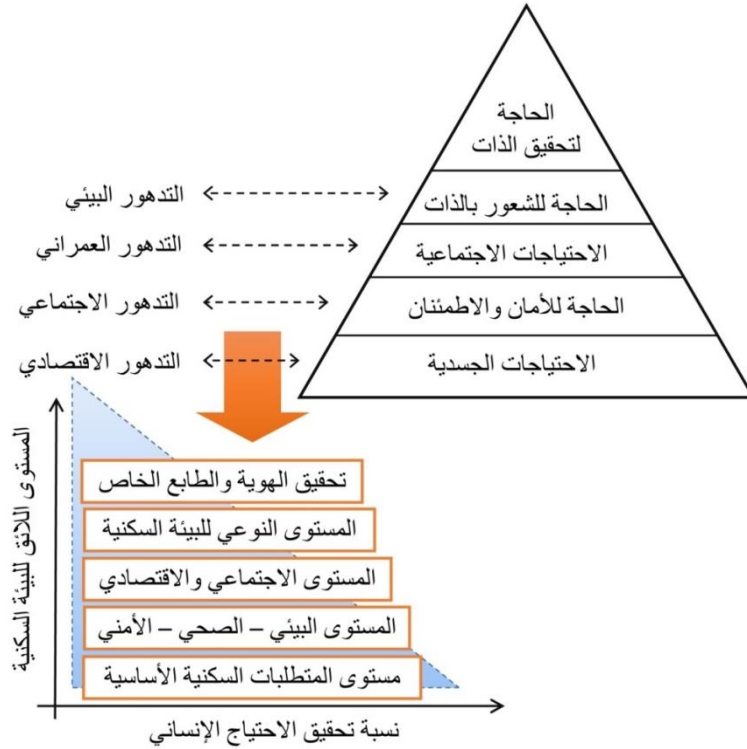 الحاجة
لتحقيق الذات
الحاجة للشعور بالذات
التدهور البيئي
الاحتياجات الاجتماعية
التدهور العمراني
الحاجة للأمان والاطمئنان
التدهور الاجتماعي
الاحتياجات الجسدية
التدهور الاقتصادي
المستوى اللائق للبيئة السكنية
تحقيق الهوية والطابع الخاص
المستوى النوعي للبيئة السكنية
المستوى الاجتماعي والاقتصادي
المستوى البيئي – الصحي – الأمني
مستوى المتطلبات السكنية الأساسية
نسبة تحقيق الاحتياج الإنساني